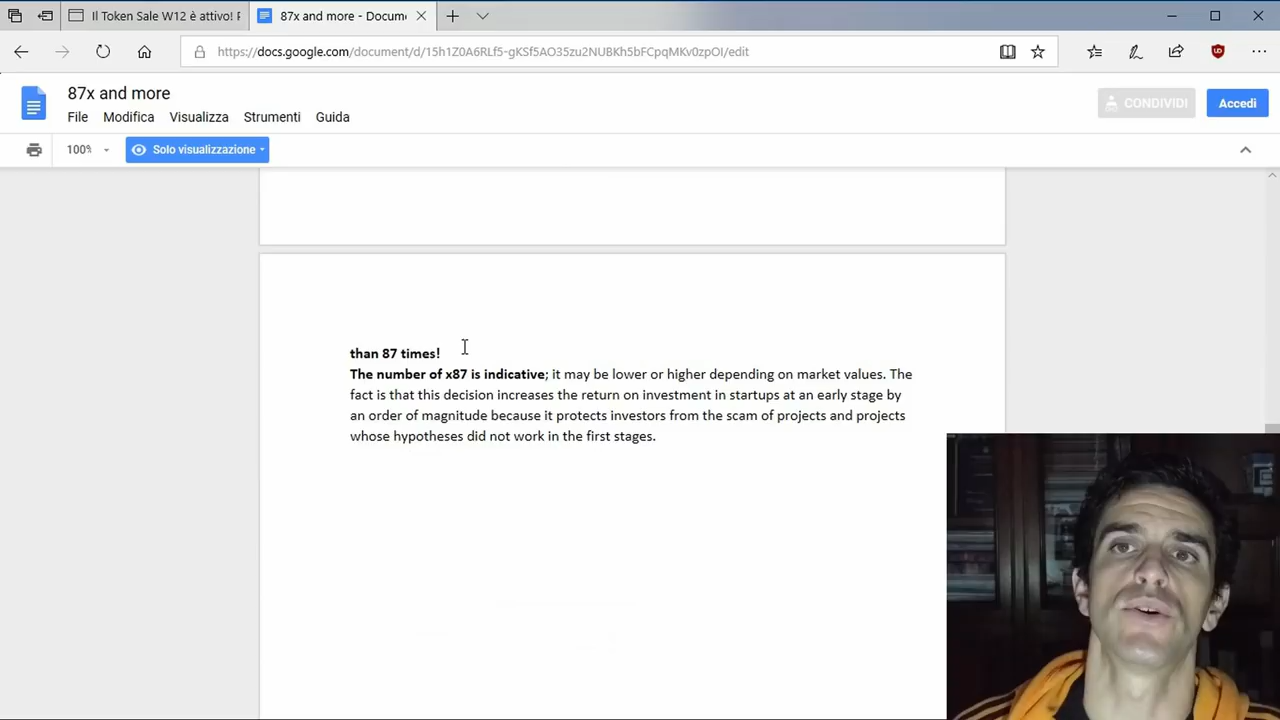 Il Token Sale W12 è attivo! F
87x and more - Docume
https://docs.google.com/document/d/15h1Z0A6RLf5-gKSf5AO35zu2NUBKh5bFCpqMKv0zpOI/edit
87x and more
File Modifica Visualizza Strumenti Guida
CONDIVIDI
Accedi
100%
Solo visualizzazione
than 87 times!
The number of x87 is indicative; it may be lower or higher depending on market values. The
fact is that this decision increases the return on investment in startups at an early stage by
an order of magnitude because it protects investors from the scam of projects and projects
whose hypotheses did not work in the first stages.